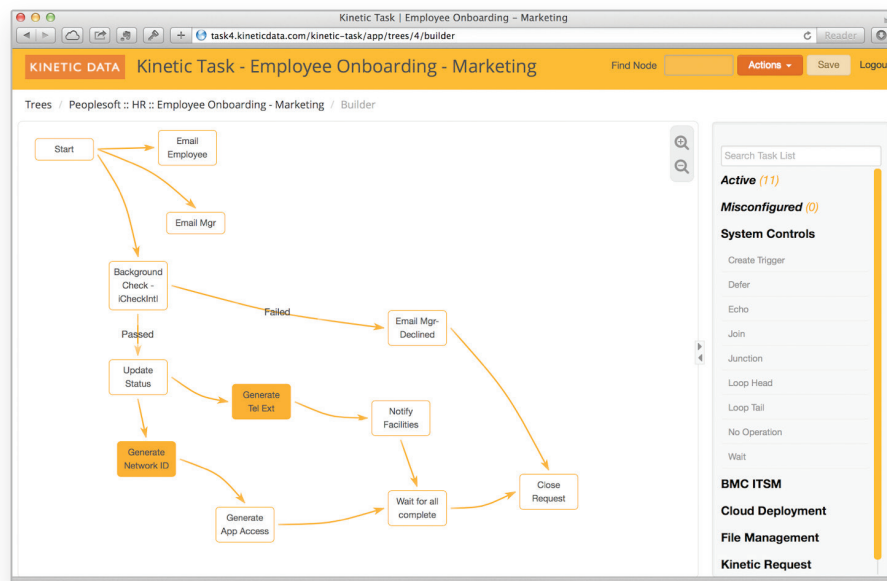 Kinetic Task | Employee Onboarding – Marketing
task4.kineticdata.com/kinetic-task/app/trees/4/builder
Reader
KINETIC DATA
Kinetic Task - Employee Onboarding - Marketing
Find Node
Actions
Save
Logou
Trees / Peoplesoft :: HR :: Employee Onboarding - Marketing / Builder
Start
Email
Employee
Email Mgr
Background
Check -
iCheckIntl
Failed
Passed
Email Mgr-
Declined
Update
Status
Generate
Tel Ext
Notify
Facilities
Generate
Network ID
Close
Request
Wait for all
complete
Generate
App Access
Search Task List
Active (11)
Misconfigured (0)
System Controls
Create Trigger
Defer
Echo
Join
Junction
Loop Head
Loop Tail
No Operation
Wait
BMC ITSM
Cloud Deployment
File Management
Kinetic Request